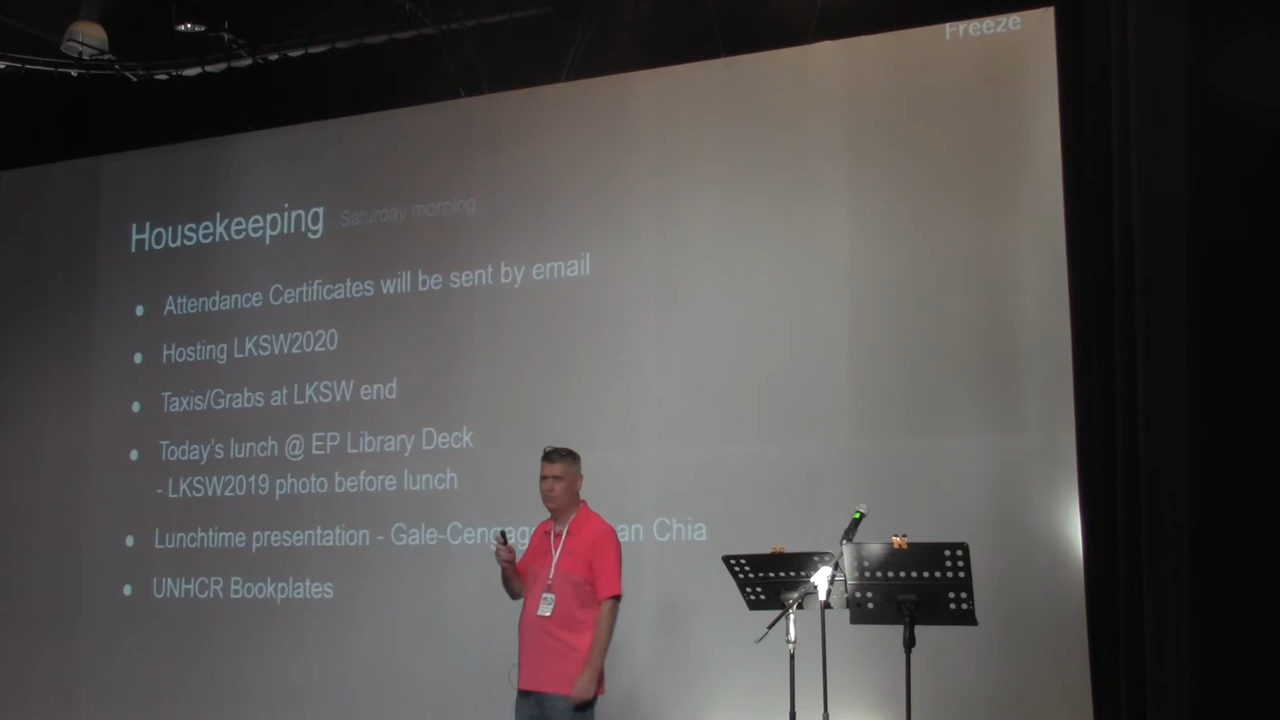 Freeze
Housekeeping - Saturday morning
● Attendance Certificates will be sent by email
● Hosting LKSW2020
● Taxis/Grabs at LKSW end
● Today's lunch @ EP Library Deck
- LKSW2019 photo before lunch
● Lunchtime presentation - Gale-Cengage an Chia
● UNHCR Bookplates